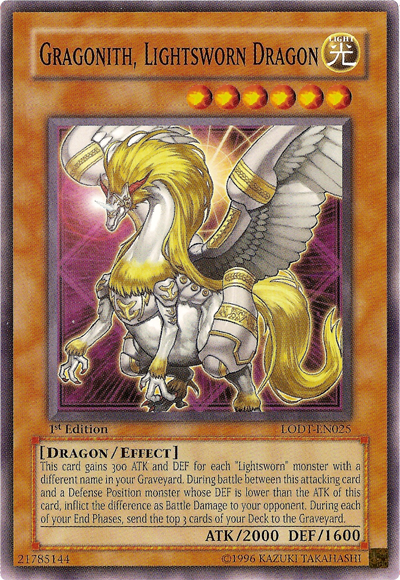 GRAGONITH, LIGHTSWORN DRAGON
LIGHT
光
1st Edition
LODT-EN025
[DRAGON/EFFECT]
This card gains 300 ATK and DEF for each "Lightsworn" monster with a
different name in your Graveyard. During battle between this attacking card
and a Defense Position monster whose DEF is lower than the ATK of
this card, inflict the difference as Battle Damage to your opponent. During each
of your End Phases, send the top 3 cards of your Deck to the Graveyard.
ATK/2000 DEF/1600
21785144
©1996 KAZUKI TAKAHASHI